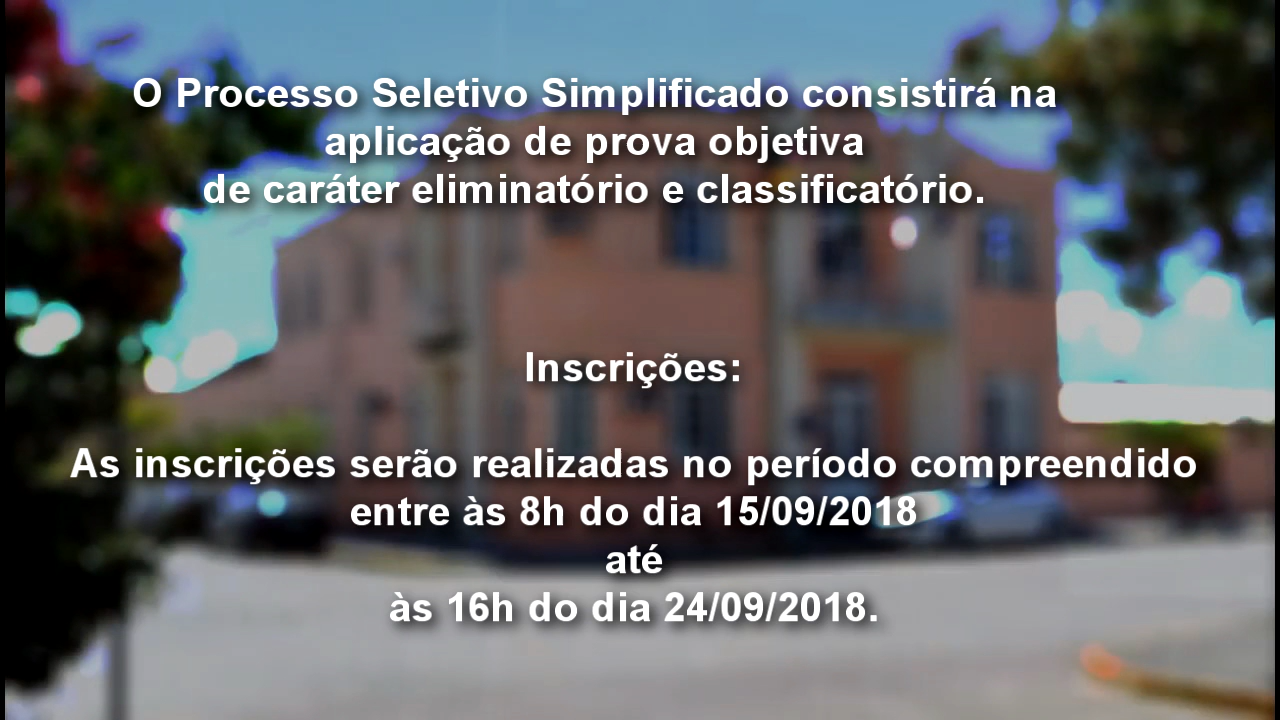 O Processo Seletivo Simplificado consistirá na
aplicação de prova objetiva
de caráter eliminatório e classificatório.
Inscrições:
As inscrições serão realizadas no período compreendido
entre às 8h do dia 15/09/2018
até
às 16h do dia 24/09/2018.